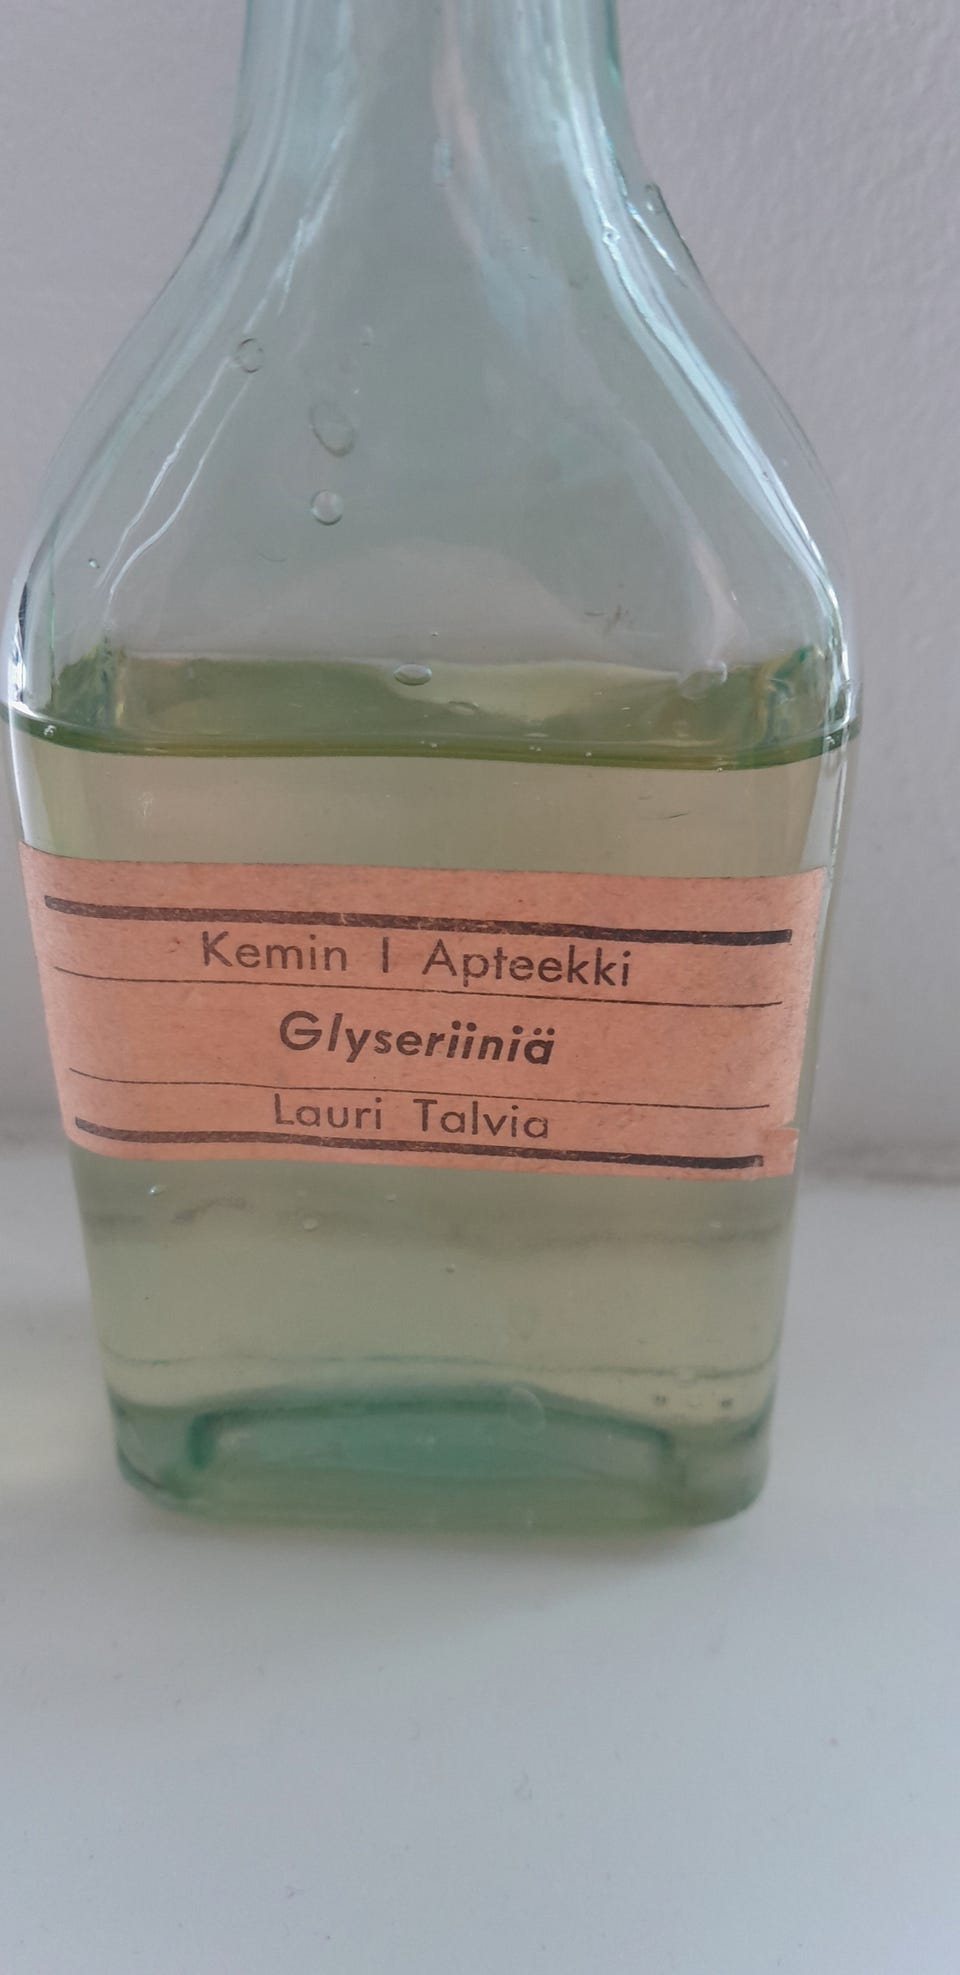 Kemin I Apteekki
Glyseriiniä
Lauri Talvia